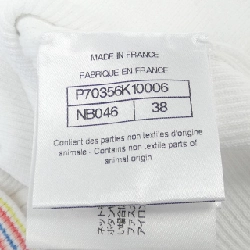 MADE IN FRANCE
FABRIQUE EN FRANCE
P70356K10006
NB046 38
Contient des parties non textiles d'origine
animale - Contains non textile parts of
animal origin